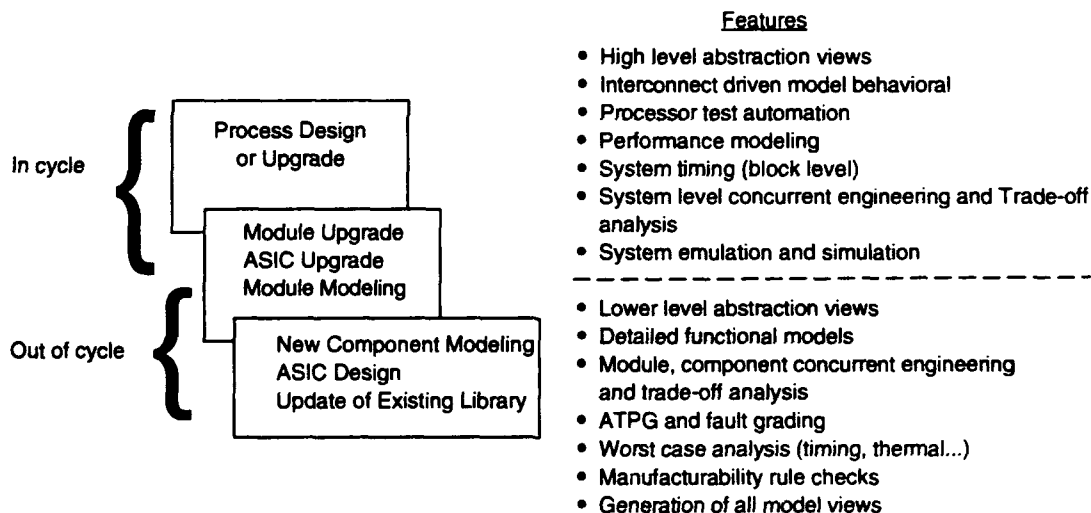 Features
• High level abstraction views
• Interconnect driven model behavioral
• Processor test automation
• Performance modeling
• System timing (block level)
• System level concurrent engineering and Trade-off
analysis
• System emulation and simulation
In cycle
Process Design
or Upgrade
Module Upgrade
ASIC Upgrade
Module Modeling
Out of cycle
New Component Modeling
ASIC Design
Update of Existing Library
• Lower level abstraction views
• Detailed functional models
• Module, component concurrent engineering
and trade-off analysis
• ATPG and fault grading
• Worst case analysis (timing, thermal...)
• Manufacturability rule checks
• Generation of all model views